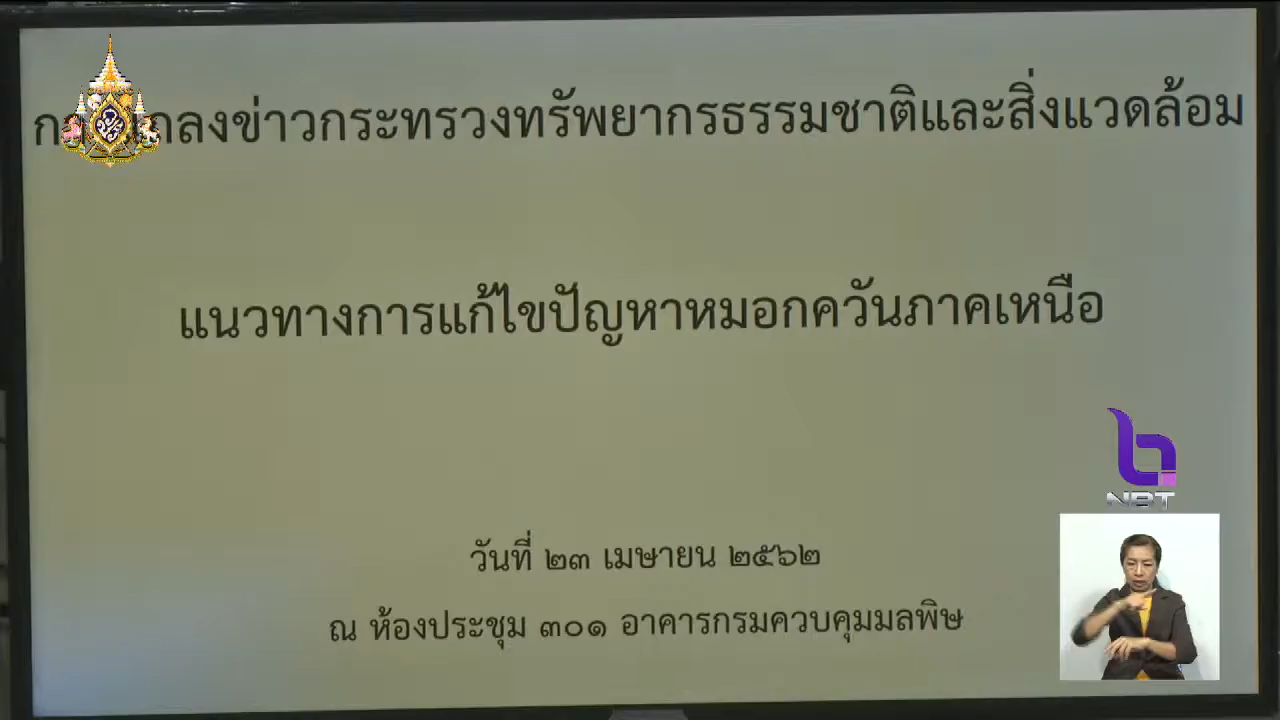 ลงข่าวกระทรวงทรัพยากรธรรมชาติและสิ่งแวดล้อม
แนวทางการแก้ไขปัญหาหมอกควันภาคเหนือ
วันที่ ๒๓ เมษายน ๒๕๖๒
ณ ห้องประชุม ๓๐๑ อาคารกรมควบคุมมลพิษ
NBT